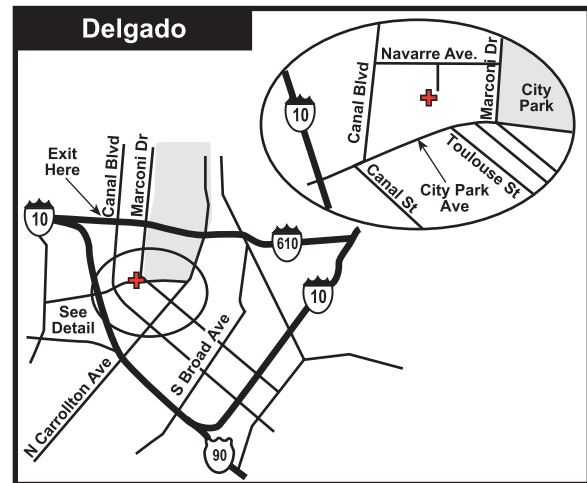 Delgado
Navarre Ave.
Canal Blvd
Marconi Dr
City
Park
10
Toulouse St
City Park
Ave
Canal St
Exit
Here
Canal Blvd
Marconi Dr
10
610
10
See
Detail
S Broad Ave
N Carrollton Ave
90